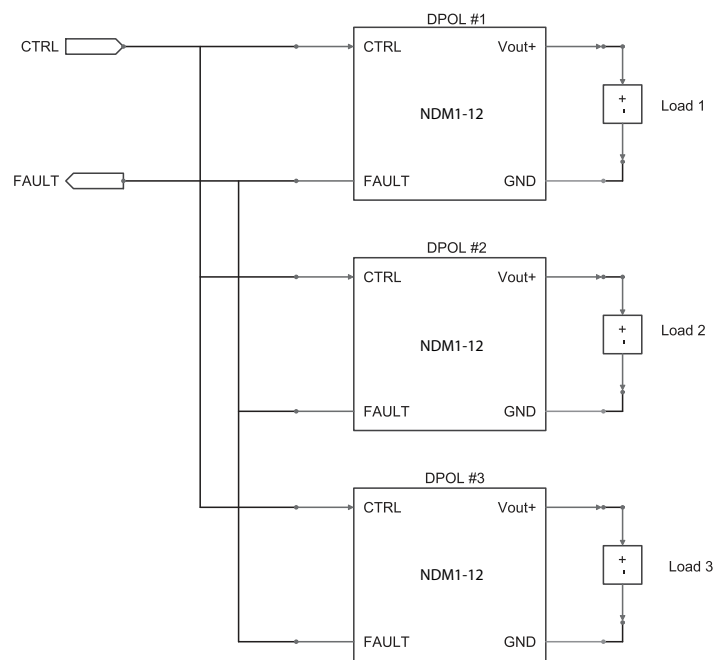 DPOL #1
CTRL
CTRL
Vout+
NDM1-12
+
-
Load 1
FAULT
FAULT
GND
DPOL #2
CTRL
Vout+
NDM1-12
+
-
Load 2
FAULT
GND
DPOL #3
CTRL
Vout+
NDM1-12
+
-
Load 3
FAULT
GND